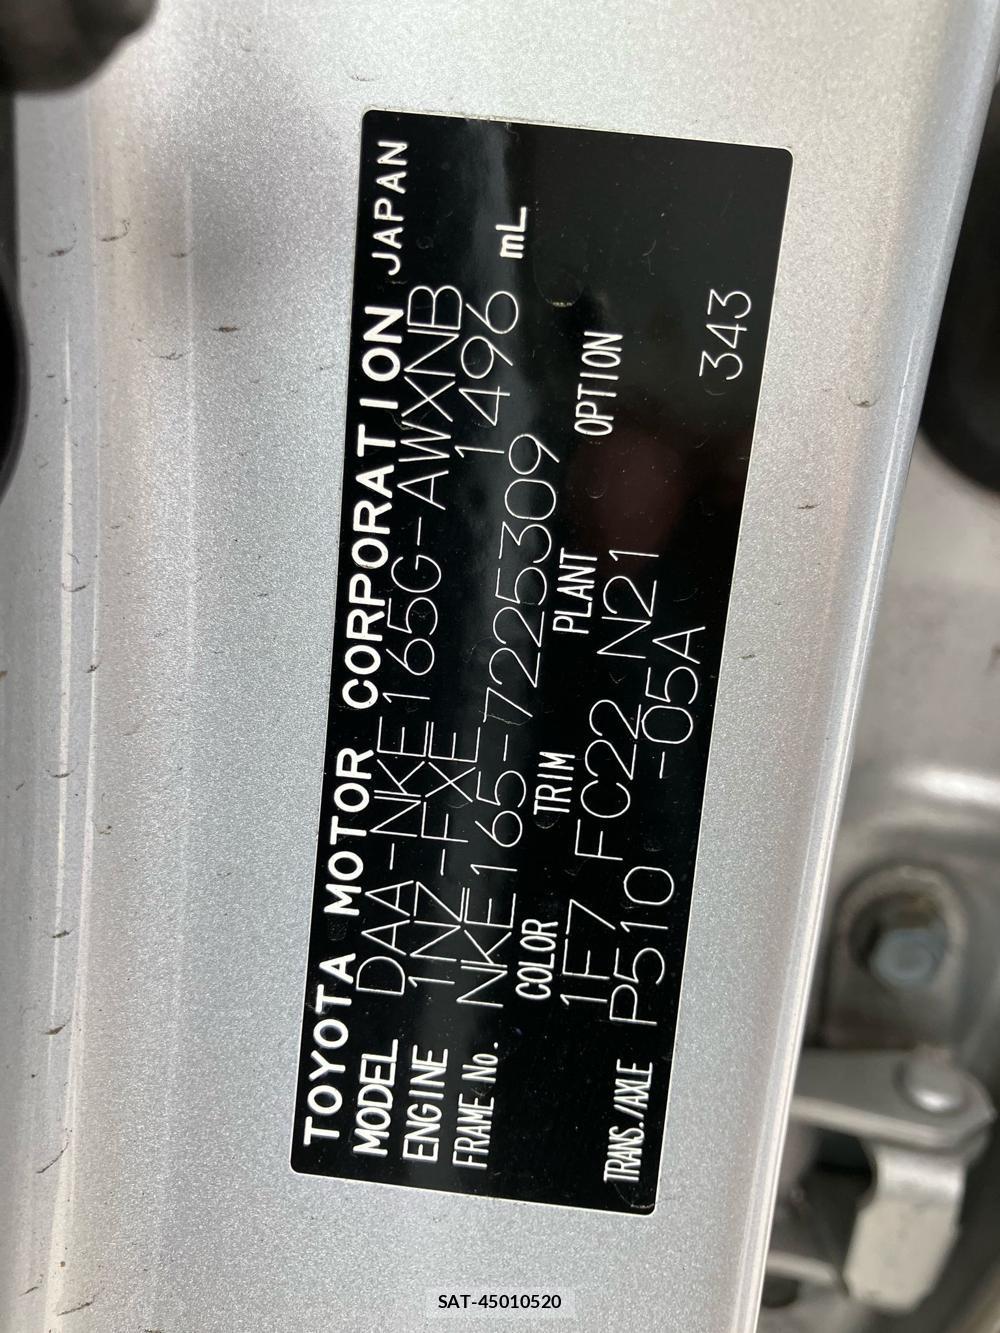 TOYOTA MOTOR CORPORATION JAPAN
MODEL DAA-NKE165G-AWXNB
ENGINE 1NZ-FXE 1496 mL
FRAME No. NKE165-7225309
COLOR TRIM PLANT OPTION
1F7 FC22 N21
TRANS./AXLE P510 -05A 343
SAT-45010520